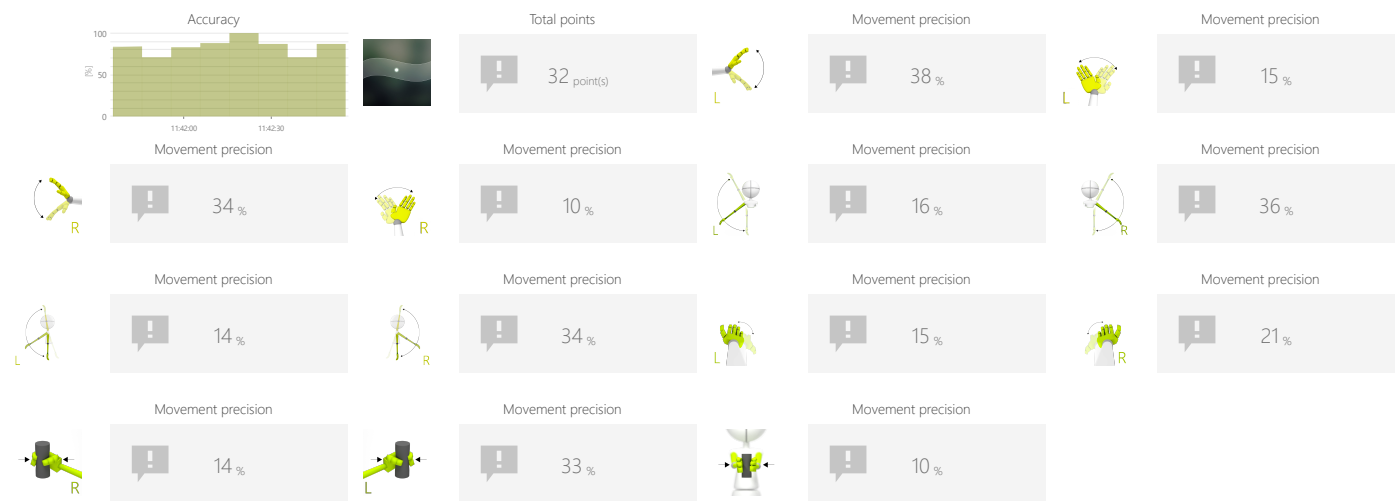 Accuracy
100
[%]
50
0
11:42:00
11:42:30
Total points
32 point(s)
Movement precision
L
38 %
Movement precision
L
15 %
Movement precision
R
34 %
Movement precision
R
10 %
Movement precision
L
16 %
Movement precision
R
36 %
Movement precision
L
14 %
Movement precision
R
34 %
Movement precision
L
15 %
Movement precision
R
21 %
Movement precision
R
14 %
Movement precision
L
33 %
Movement precision
10 %